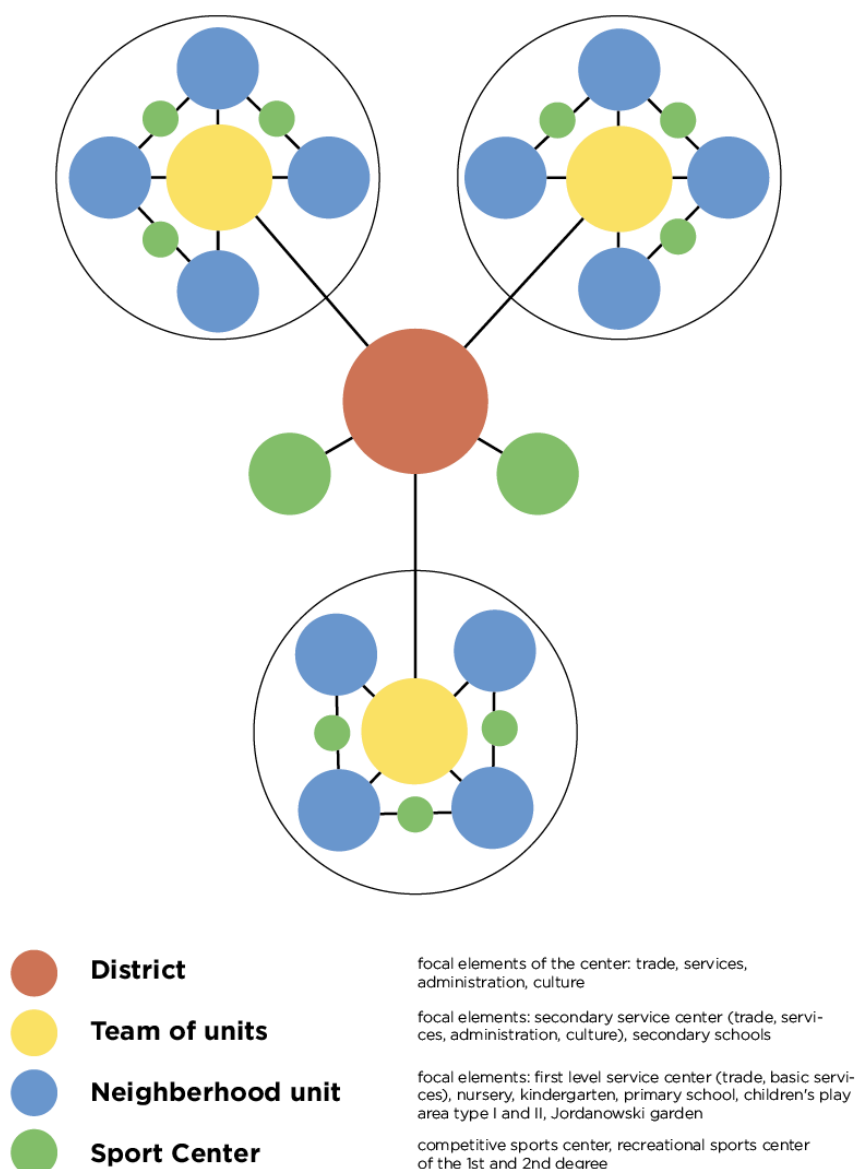 District
focal elements of the center: trade, services,
administration, culture
Team of units
focal elements: secondary service center (trade, servi-
ces, administration, culture), secondary schools
Neighberhood unit
focal elements: first level service center (trade, basic servi-
ces), nursery, kindergarten, primary school, children's play
area type I and II, Jordanowski garden
Sport Center
competitive sports center, recreational sports center
of the 1st and 2nd degree